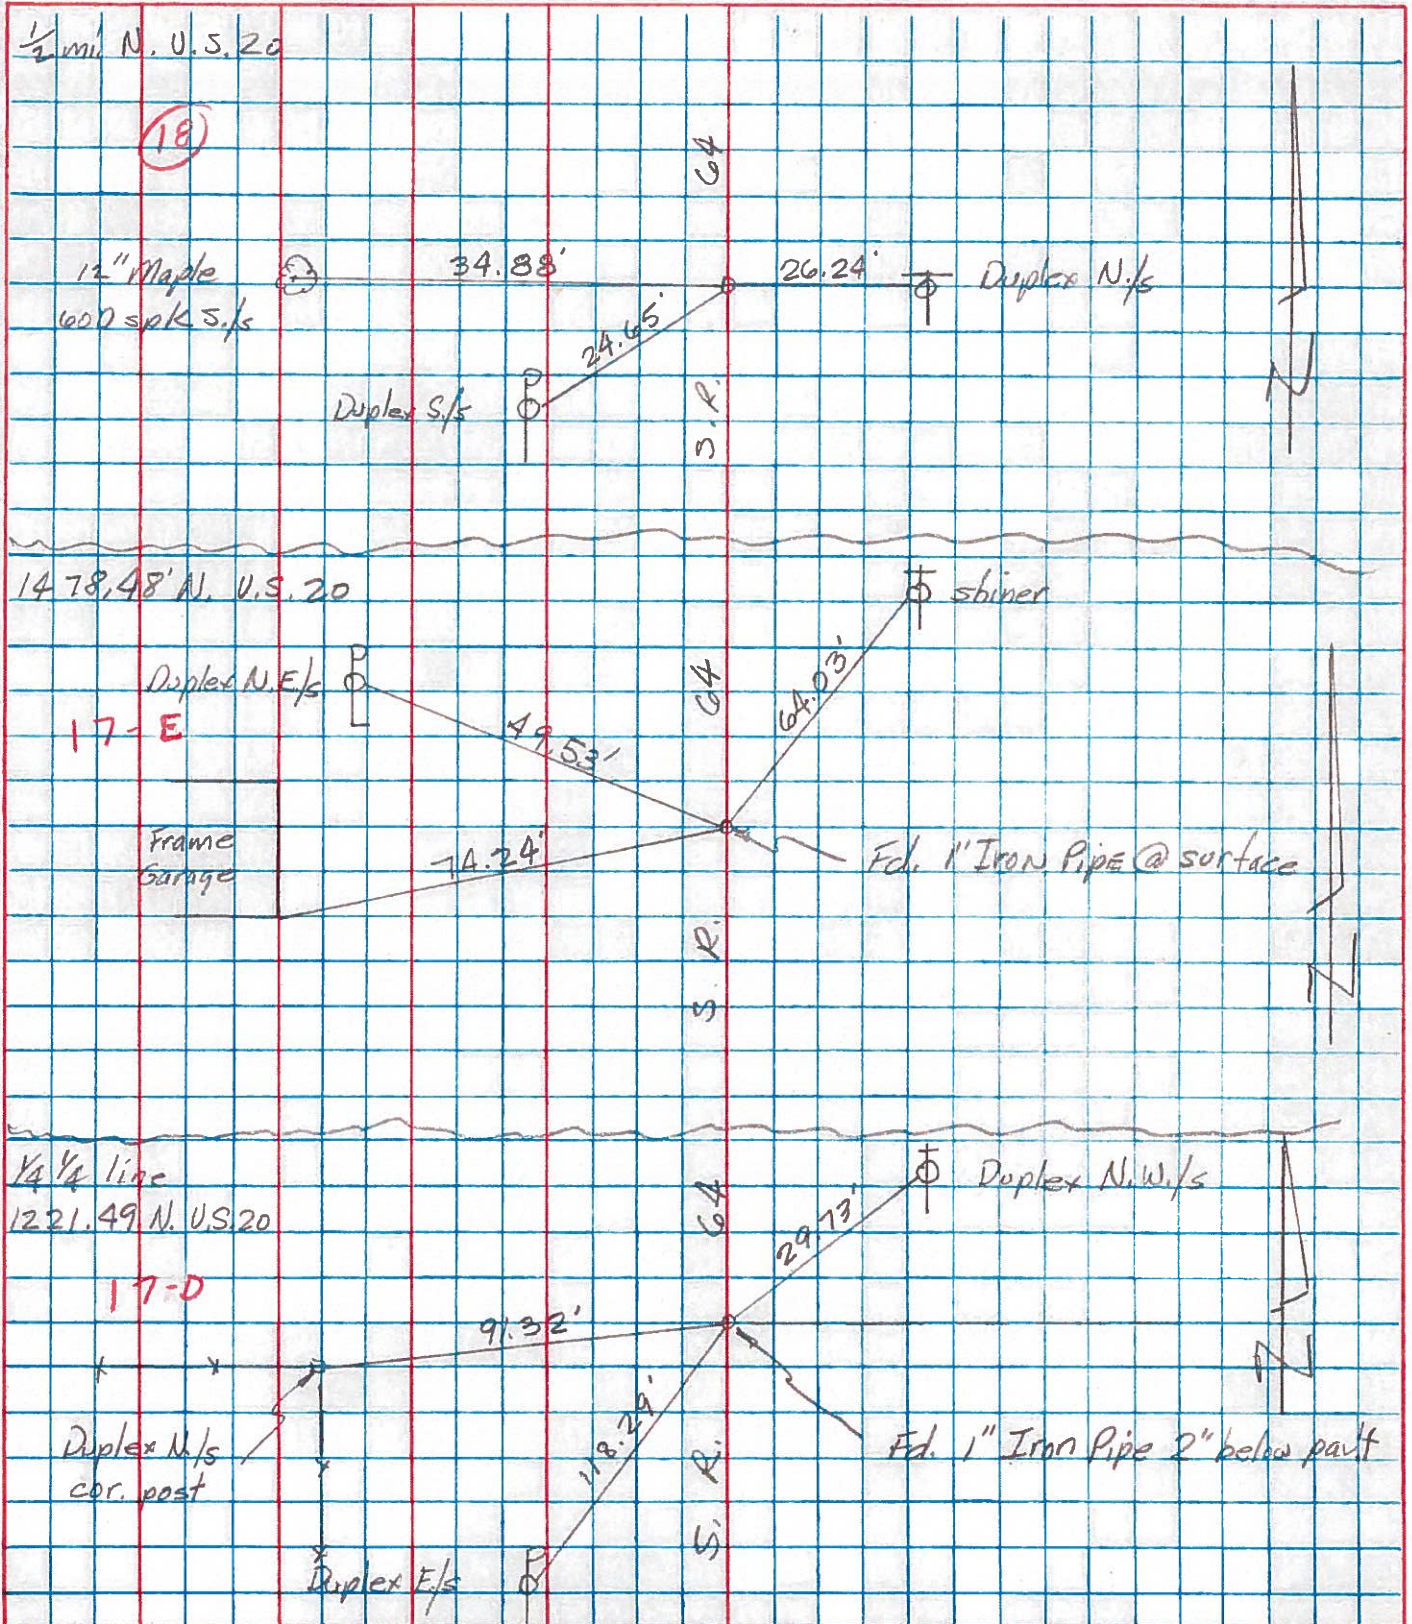 1/2 mi N. U.S. 20
18
64
12" Maple
60D spk S./s
34.88'
26.24'
Duplex N./s
24.65'
Duplex S./s
S. R.
1478.48' N. U.S. 20
shiner
Duplex N.E/s
17-E
64
64.03'
49.53'
Frame
Garage
74.24'
Fd. 1" Iron Pipe @ surface
S. R.
N
N
1/4 1/4 line
1221.49 N. U.S. 20
64
Duplex N.W./s
29.73'
17-D
91.32'
N
Duplex N./s
cor. post
118.29'
S. R.
Fd. 1" Iron Pipe 2" below pav't
Duplex E/s